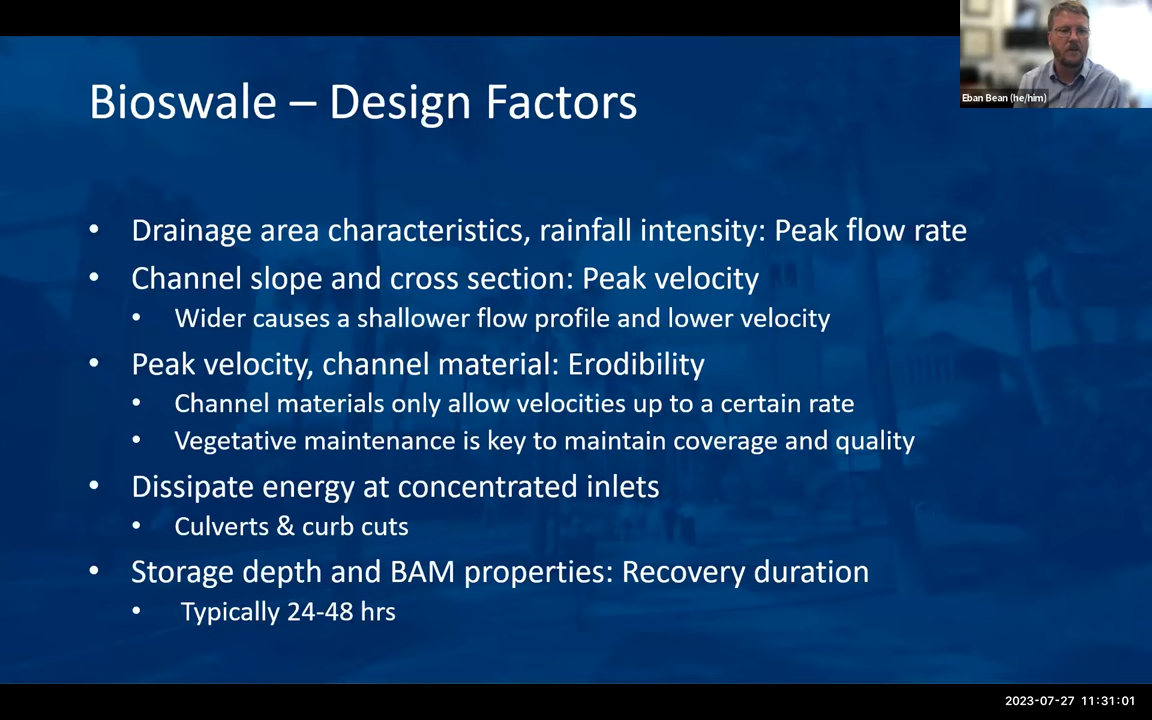 Eban Bean (he/him)
Bioswale – Design Factors
• Drainage area characteristics, rainfall intensity: Peak flow rate
• Channel slope and cross section: Peak velocity
• Wider causes a shallower flow profile and lower velocity
• Peak velocity, channel material: Erodibility
• Channel materials only allow velocities up to a certain rate
• Vegetative maintenance is key to maintain coverage and quality
• Dissipate energy at concentrated inlets
• Culverts & curb cuts
• Storage depth and BAM properties: Recovery duration
• Typically 24-48 hrs
2023-07-27 11:31:01